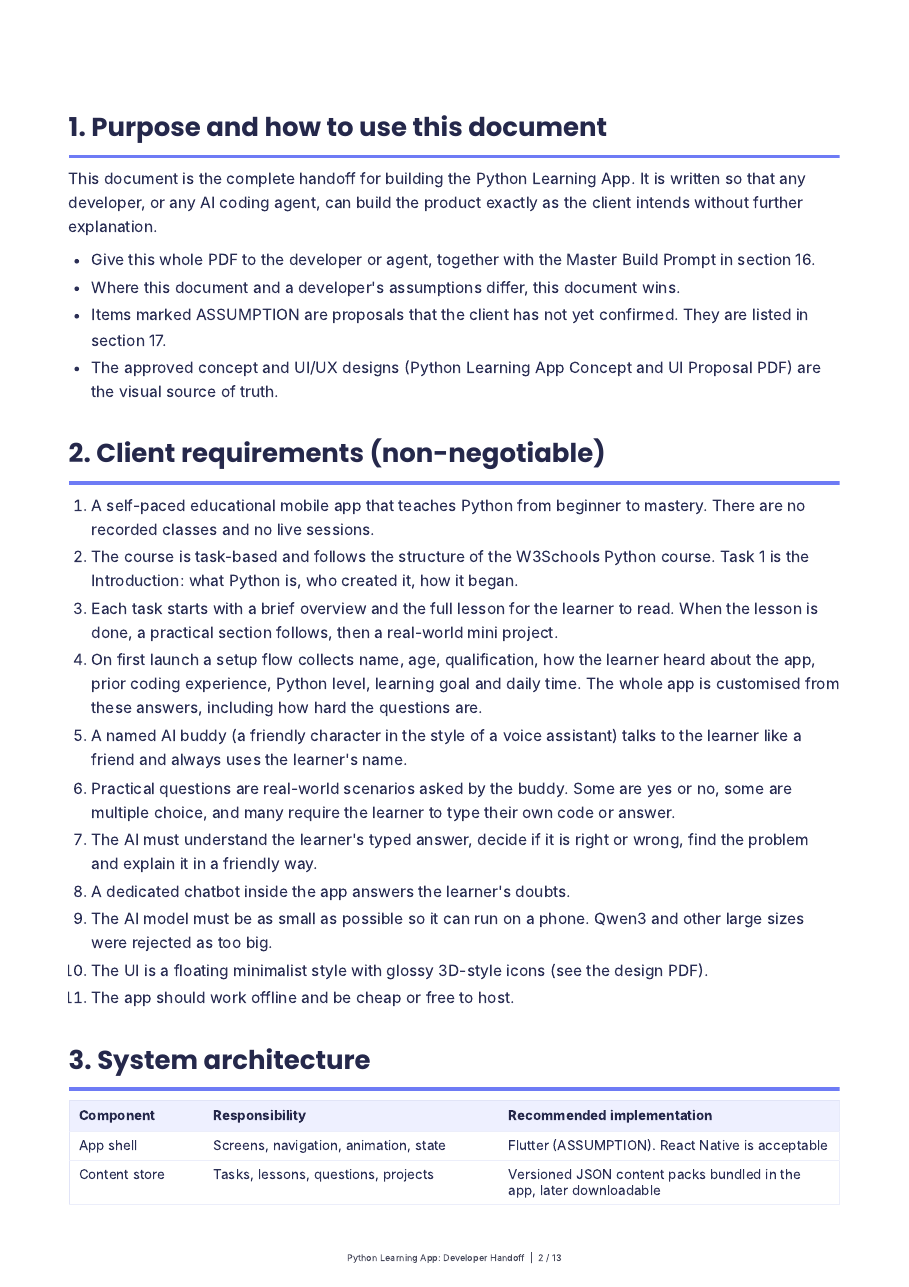 1. Purpose and how to use this document
This document is the complete handoff for building the Python Learning App. It is written so that any
developer, or any AI coding agent, can build the product exactly as the client intends without further
explanation.
• Give this whole PDF to the developer or agent, together with the Master Build Prompt in section 16.
• Where this document and a developer's assumptions differ, this document wins.
• Items marked ASSUMPTION are proposals that the client has not yet confirmed. They are listed in
section 17.
• The approved concept and UI/UX designs (Python Learning App Concept and UI Proposal PDF) are
the visual source of truth.
2. Client requirements (non-negotiable)
1. A self-paced educational mobile app that teaches Python from beginner to mastery. There are no
recorded classes and no live sessions.
2. The course is task-based and follows the structure of the W3Schools Python course. Task 1 is the
Introduction: what Python is, who created it, how it began.
3. Each task starts with a brief overview and the full lesson for the learner to read. When the lesson is
done, a practical section follows, then a real-world mini project.
4. On first launch a setup flow collects name, age, qualification, how the learner heard about the app,
prior coding experience, Python level, learning goal and daily time. The whole app is customised from
these answers, including how hard the questions are.
5. A named AI buddy (a friendly character in the style of a voice assistant) talks to the learner like a
friend and always uses the learner's name.
6. Practical questions are real-world scenarios asked by the buddy. Some are yes or no, some are
multiple choice, and many require the learner to type their own code or answer.
7. The AI must understand the learner's typed answer, decide if it is right or wrong, find the problem
and explain it in a friendly way.
8. A dedicated chatbot inside the app answers the learner's doubts.
9. The AI model must be as small as possible so it can run on a phone. Qwen3 and other large sizes
were rejected as too big.
10. The UI is a floating minimalist style with glossy 3D-style icons (see the design PDF).
11. The app should work offline and be cheap or free to host.
3. System architecture
Component Responsibility Recommended implementation
App shell Screens, navigation, animation, state Flutter (ASSUMPTION). React Native is acceptable
Content store Tasks, lessons, questions, projects Versioned JSON content packs bundled in the
app, later downloadable
Python Learning App: Developer Handoff | 2 / 13